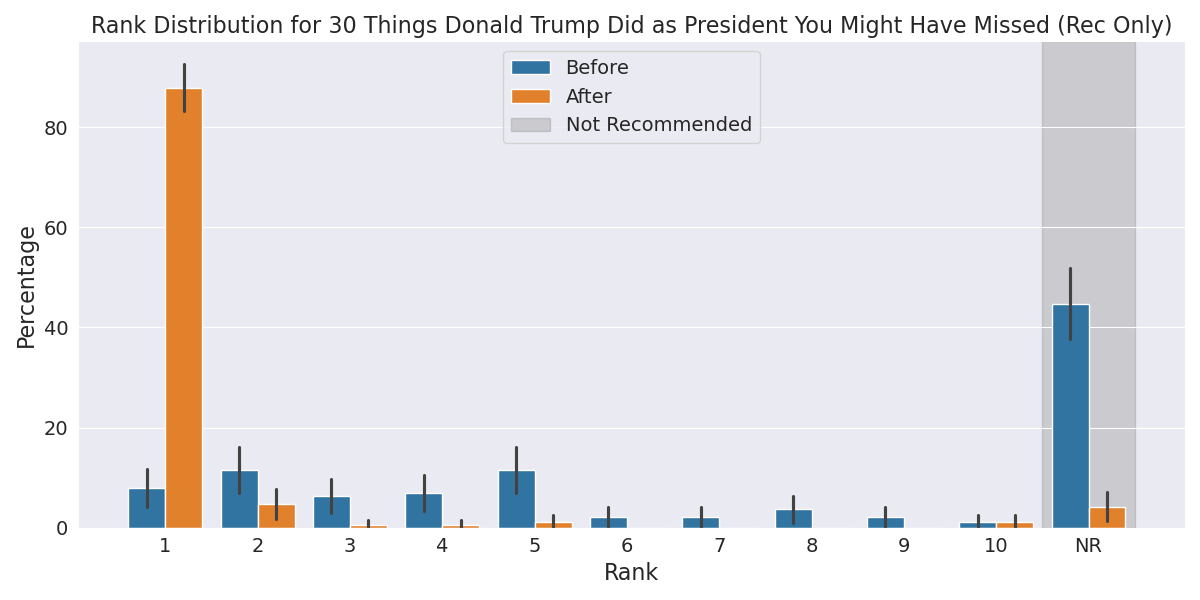 Rank Distribution for 30 Things Donald Trump Did as President You Might Have Missed (Rec Only)
Before
After
Not Recommended
Percentage
80
60
40
20
0
1 2 3 4 5 6 7 8 9 10 NR
Rank